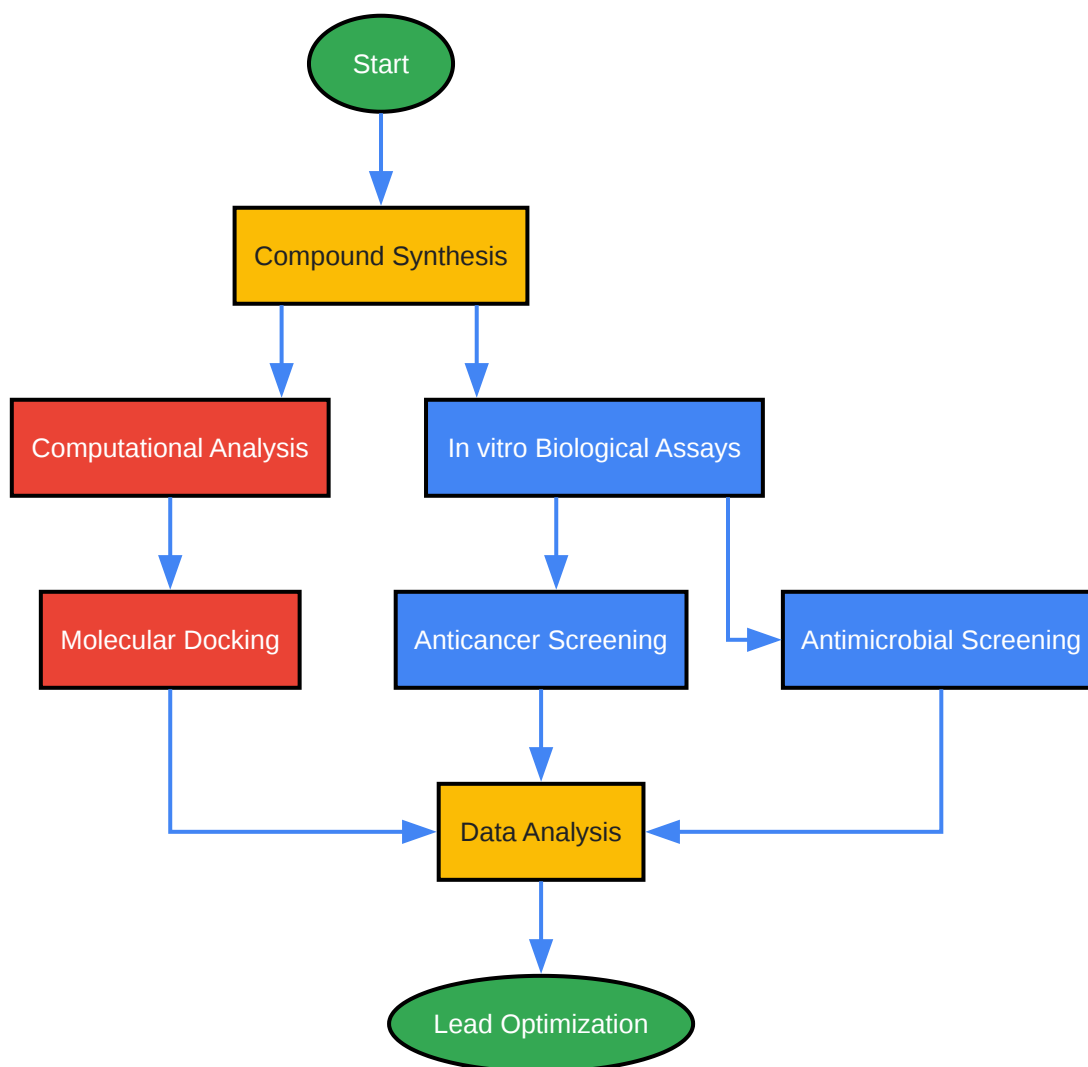 Start
Compound Synthesis
Computational Analysis
In vitro Biological Assays
Molecular Docking
Anticancer Screening
Antimicrobial Screening
Data Analysis
Lead Optimization